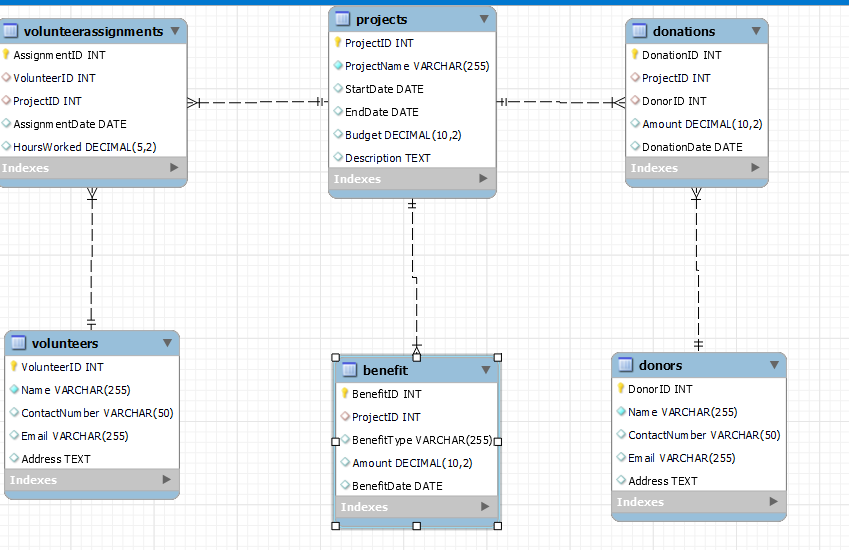 volunteerassignments
AssignmentID INT
VolunteerID INT
ProjectID INT
AssignmentDate DATE
HoursWorked DECIMAL(5,2)
Indexes
projects
ProjectID INT
ProjectName VARCHAR(255)
StartDate DATE
EndDate DATE
Budget DECIMAL(10,2)
Description TEXT
Indexes
donations
DonationID INT
ProjectID INT
DonorID INT
Amount DECIMAL(10,2)
DonationDate DATE
Indexes
volunteers
VolunteerID INT
Name VARCHAR(255)
ContactNumber VARCHAR(50)
Email VARCHAR(255)
Address TEXT
Indexes
benefit
BenefitID INT
ProjectID INT
BenefitType VARCHAR(255)
Amount DECIMAL(10,2)
BenefitDate DATE
Indexes
donors
DonorID INT
Name VARCHAR(255)
ContactNumber VARCHAR(50)
Email VARCHAR(255)
Address TEXT
Indexes